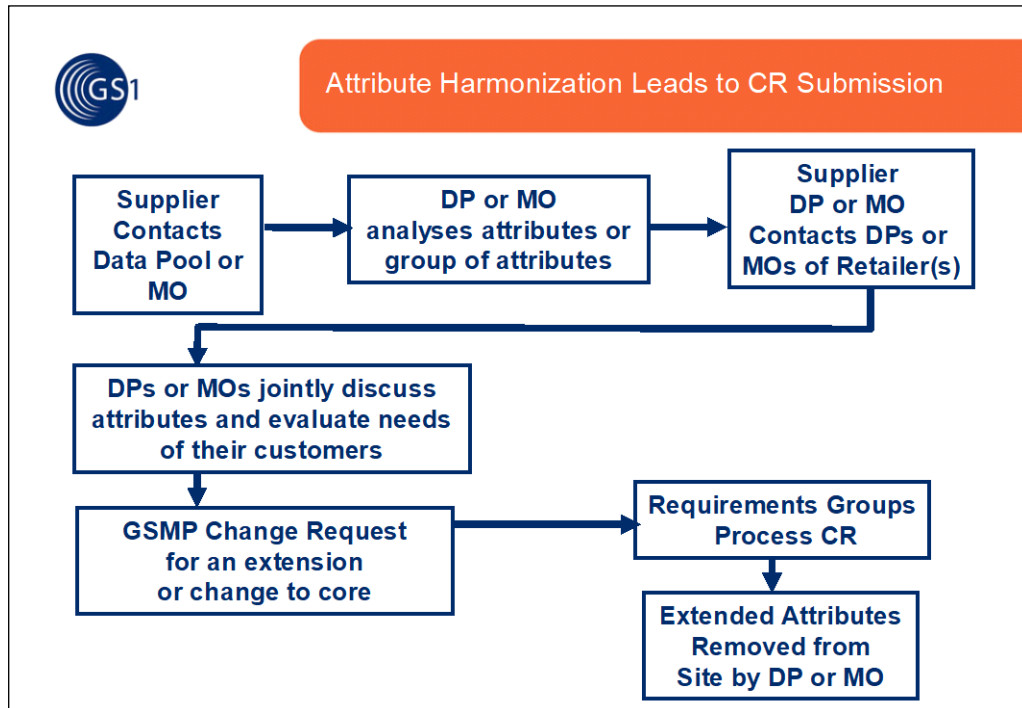 GS1
Attribute Harmonization Leads to CR Submission
Supplier
Contacts
Data Pool or
MO
DP or MO
analyses attributes or
group of attributes
Supplier
DP or MO
Contacts DPs or
MOs of Retailer(s)
DPs or MOs jointly discuss
attributes and evaluate needs
of their customers
GSMP Change Request
for an extension
or change to core
Requirements Groups
Process CR
Extended Attributes
Removed from
Site by DP or MO